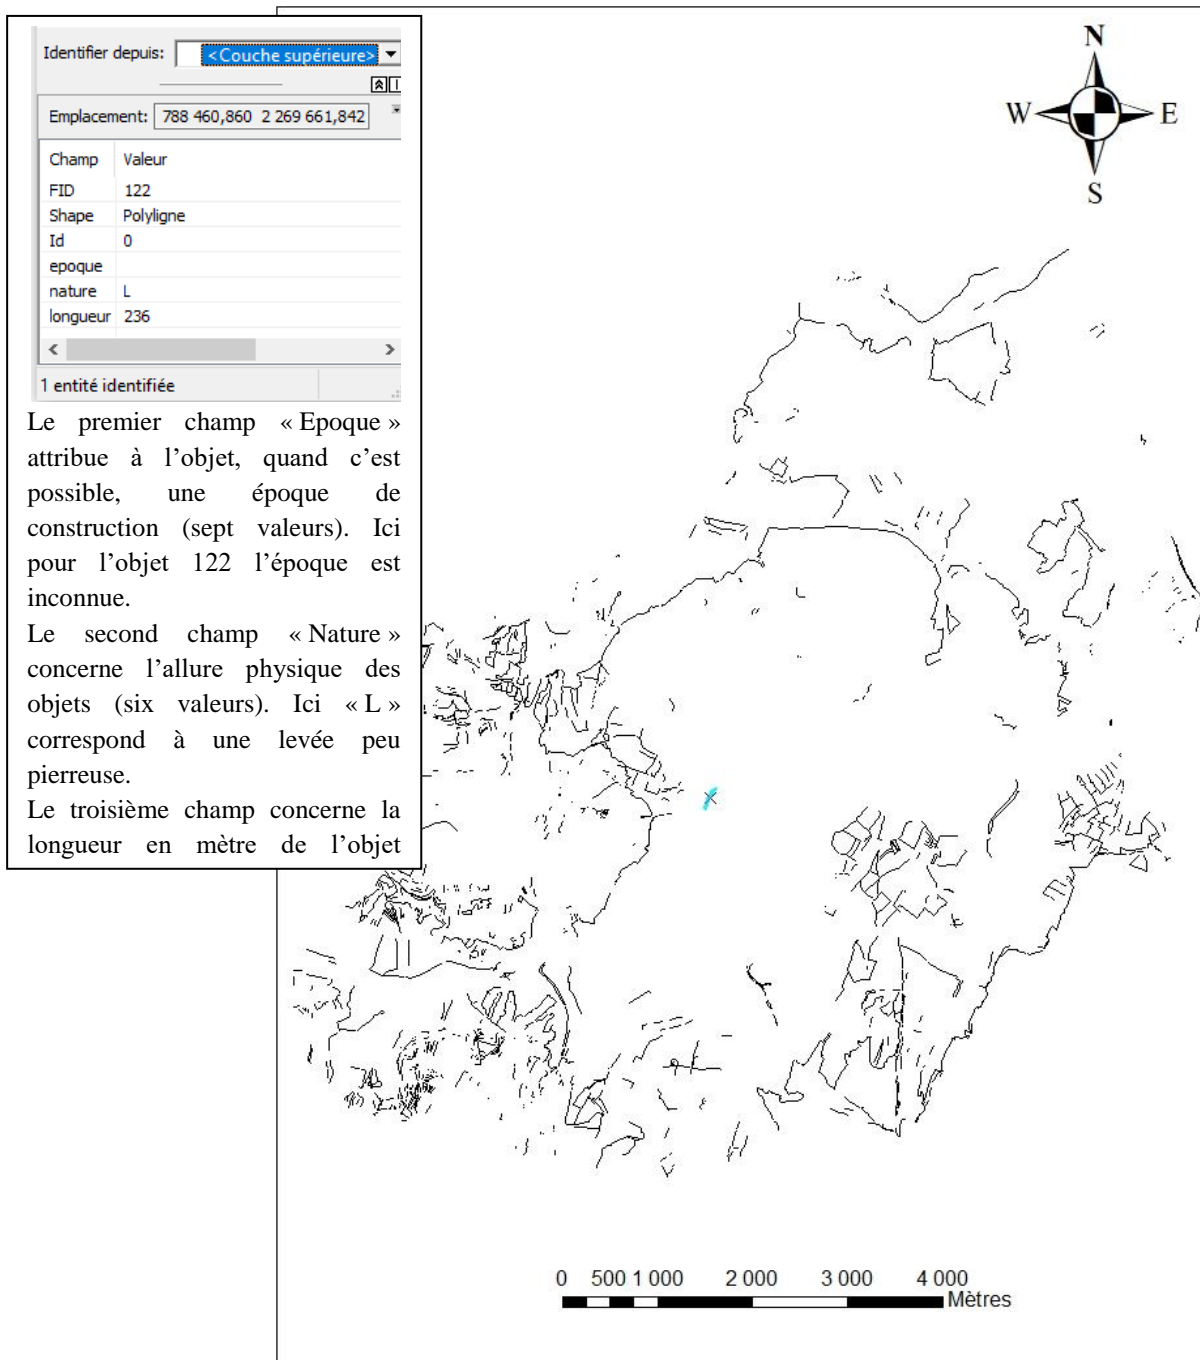 Identifier depuis: <Couche supérieure>
Emplacement: 788 460,860 2 269 661,842
Champ Valeur
FID 122
Shape Polyligne
Id 0
epoque
nature L
longueur 236
1 entité identifiée
Le premier champ « Epoque »
attribue à l’objet, quand c’est
possible, une époque de
construction (sept valeurs). Ici
pour l’objet 122 l’époque est
inconnue.
Le second champ « Nature »
concerne l’allure physique des
objets (six valeurs). Ici « L »
correspond à une levée peu
pierreuse.
Le troisième champ concerne la
longueur en mètre de l’objet
N
W E
S
0 500 1 000 2 000 3 000 4 000
Mètres